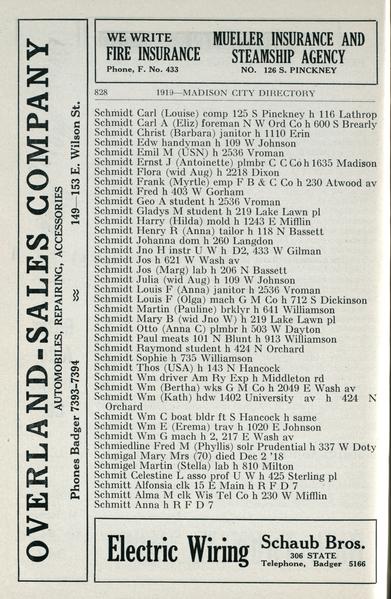 OVERLAND-SALES COMPANY
AUTOMOBILES, REPAIRING, ACCESSORIES
Phones Badger 7393-7394 149 - 153 E. Wilson St.
WE WRITE
FIRE INSURANCE
Phone, F. No. 433
MUELLER INSURANCE AND
STEAMSHIP AGENCY
NO. 126 S. PINCKNEY
828 1919—MADISON CITY DIRECTORY
Schmidt Carl (Louise) comp 125 S Pinckney h 116 Lathrop
Schmidt Carl A (Eliz) foreman N W Ord Co h 600 S Brearly
Schmidt Christ (Barbara) janitor h 1110 Erin
Schmidt Edw handyman h 109 W Johnson
Schmidt Emil M (USN) h 2536 Vroman
Schmidt Ernst J (Antoinette) plmbr C C Co h 1635 Madison
Schmidt Flora (wid Aug) h 2218 Dixon
Schmidt Frank (Myrtle) emp F B & C Co h 230 Atwood av
Schmidt Fred h 403 W Gorham
Schmidt Geo A student h 2536 Vroman
Schmidt Gladys M student h 219 Lake Lawn pl
Schmidt Harry (Hilda) mold h 1243 E Mifflin
Schmidt Henry R (Anna) tailor h 118 N Bassett
Schmidt Johanna dom h 260 Langdon
Schmidt Jno H instr U W h D2, 433 W Gilman
Schmidt Jos h 621 W Wash av
Schmidt Jos (Marg) lab h 206 N Bassett
Schmidt Julia (wid Aug) h 109 W Johnson
Schmidt Louis F (Anna) janitor h 2536 Vroman
Schmidt Louis F (Olga) mach G M Co h 712 S Dickinson
Schmidt Martin (Pauline) brklyr h 641 Williamson
Schmidt Mary B (wid Jno W) h 219 Lake Lawn pl
Schmidt Otto (Anna C) plmbr h 503 W Dayton
Schmidt Paul meats 101 N Blunt h 913 Williamson
Schmidt Raymond student h 424 N Orchard
Schmidt Sophie h 735 Williamson
Schmidt Thos (USA) h 143 N Hancock
Schmidt Wm driver Am Ry Exp h Middleton rd
Schmidt Wm (Bertha) wks G M Co h 2049 E Wash av
Schmidt Wm (Kath) hdw 1402 University av h 424 N
Orchard
Schmidt Wm C boat bldr ft S Hancock h same
Schmidt Wm E (Erema) trav h 1020 E Johnson
Schmidt Wm G mach h 2, 217 E Wash av
Schmiedline Fred M (Phyllis) solr Prudential h 337 W Doty
Schmigal Mary Mrs (70) died Dec 2 '18
Schmigel Martin (Stella) lab h 810 Milton
Schmit Celestine L asso prof U W h 425 Sterling pl
Schmitt Alfonsia clk 15 E Main h R F D 7
Schmitt Alma M clk Wis Tel Co h 230 W Mifflin
Schmitt Anna h R F D 7
Electric Wiring
Schaub Bros.
306 STATE
Telephone, Badger 5166